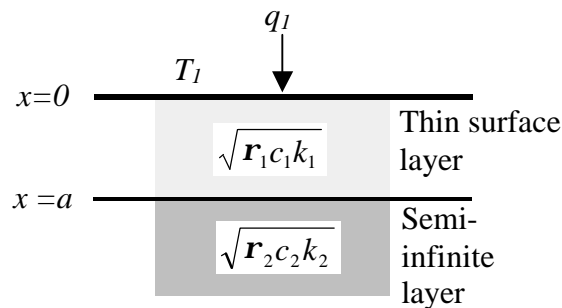 q₁
T₁
x=0
√r₁c₁k₁
Thin surface
layer
x =a
√r₂c₂k₂
Semi-
infinite
layer